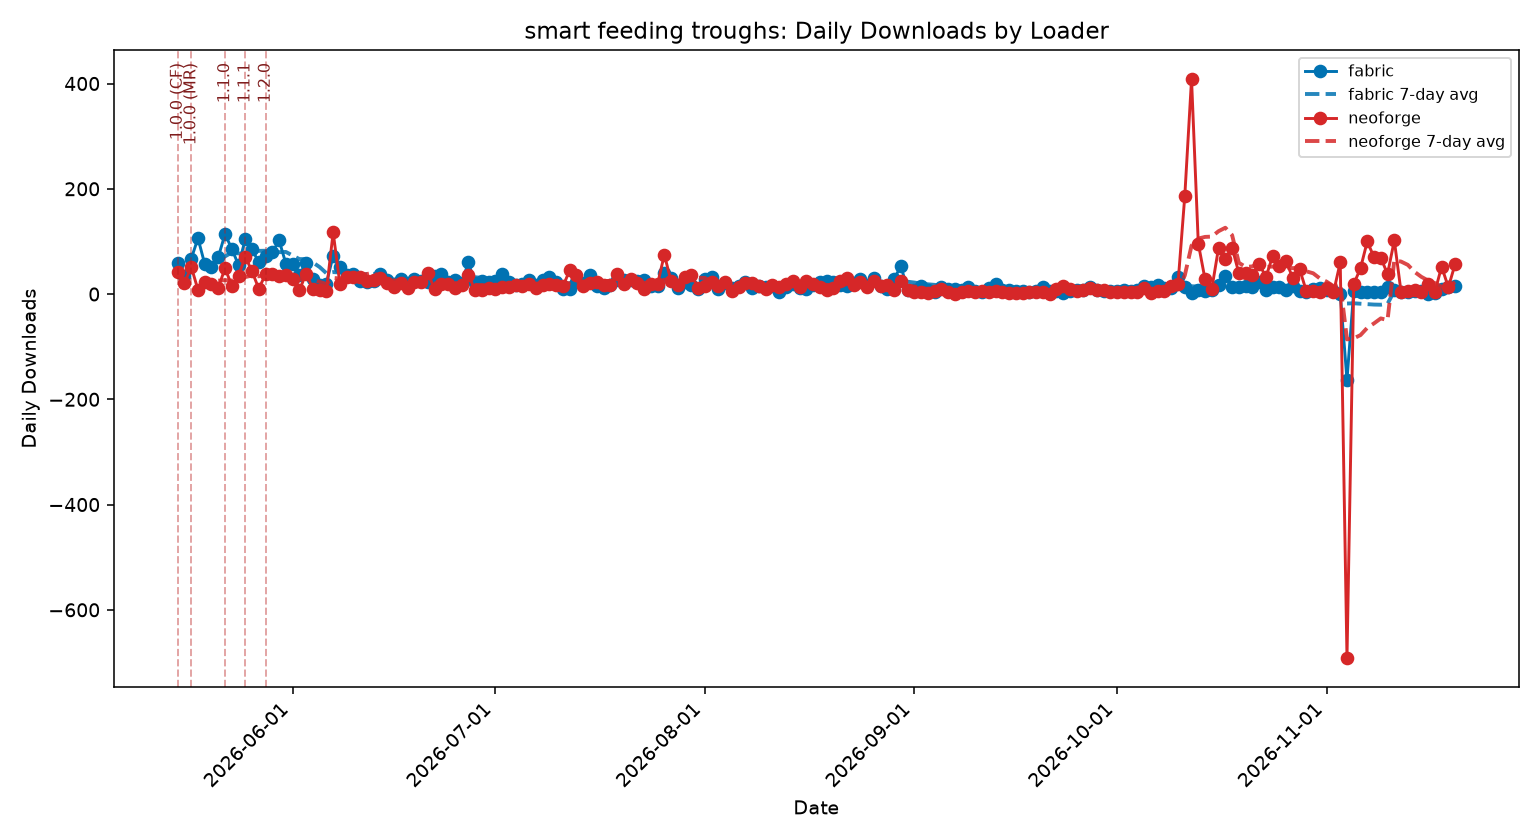 smart feeding troughs: Daily Downloads by Loader
1.0.0 (CF)
1.0.0 (MR)
1.1.0
1.1.1
1.2.0
fabric
fabric 7-day avg
neoforge
neoforge 7-day avg
Daily Downloads
400
200
0
−200
−400
−600
2026-06-01
2026-07-01
2026-08-01
2026-09-01
2026-10-01
2026-11-01
Date